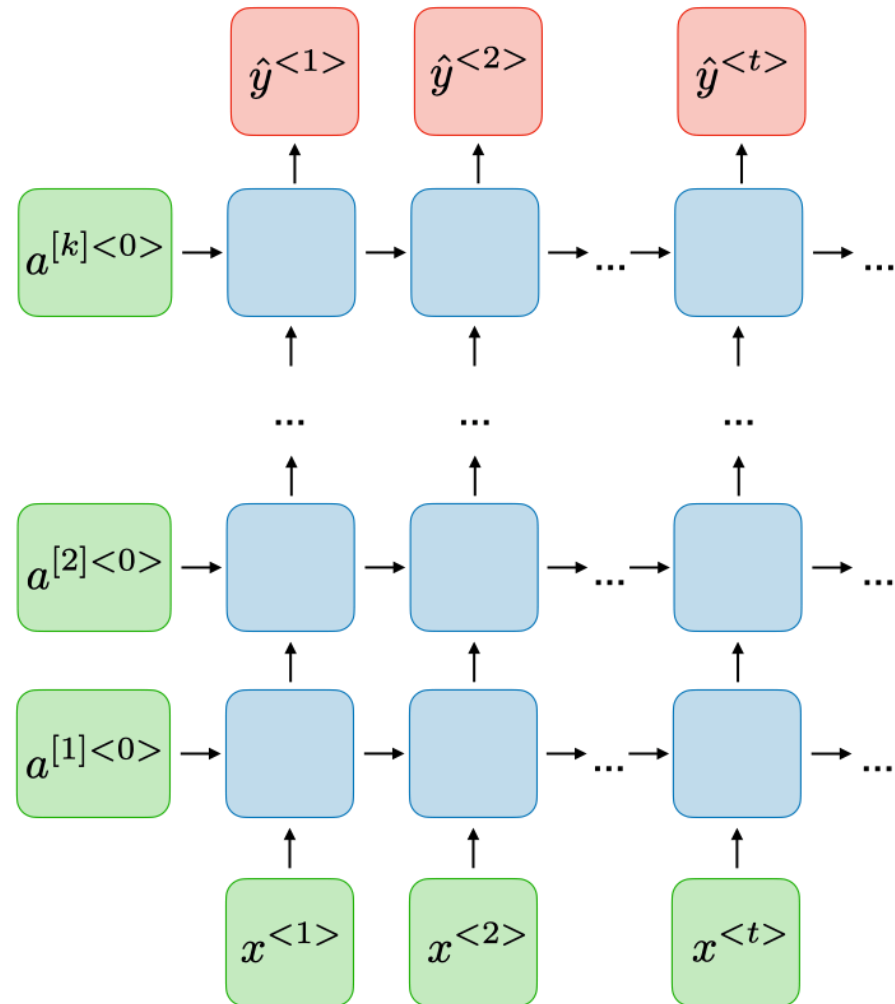 ŷ^{<1>} ŷ^{<2>} ŷ^{<t>}
a^{[k]<0>} ... ...
... ... ...
a^{[2]<0>} ... ...
a^{[1]<0>} ... ...
x^{<1>} x^{<2>} x^{<t>}